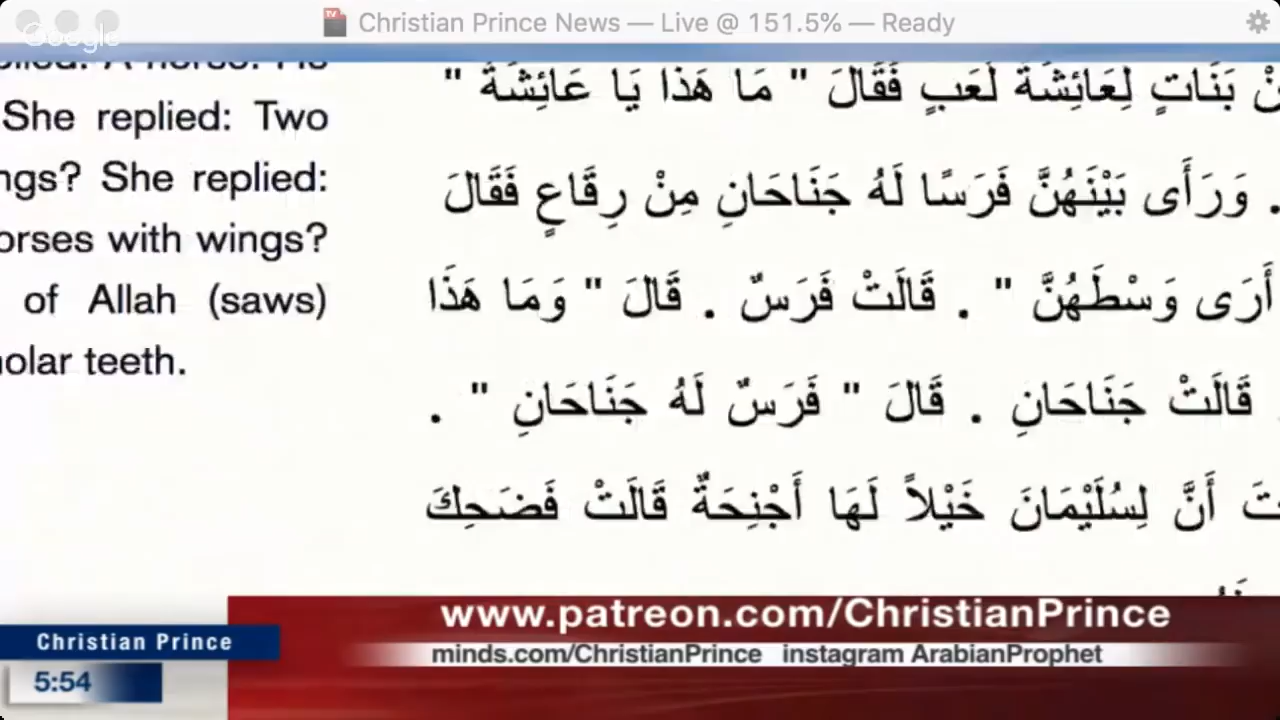 Christian Prince News — Live @ 151.5% — Ready
Google
She replied: Two
ngs? She replied:
orses with wings?
of Allah (saws)
holar teeth.
بَنَاتٍ لِعَائِشَةَ لُعَبٍ فَقَالَ " مَا هَذَا يَا عَائِشَةُ "
. وَرَأَى بَيْنَهُنَّ فَرَسًا لَهُ جَنَاحَانِ مِنْ رِقَاعٍ فَقَالَ
أَرَى وَسْطَهُنَّ " . قَالَتْ فَرَسٌ . قَالَ " وَمَا هَذَا
قَالَتْ جَنَاحَانِ . قَالَ " فَرَسٌ لَهُ جَنَاحَانِ " .
أَنَّ لِسُلَيْمَانَ خَيْلاً لَهَا أَجْنِحَةٌ قَالَتْ فَضَحِكَ
www.patreon.com/ChristianPrince
minds.com/ChristianPrince instagram ArabianProphet
Christian Prince
5:54